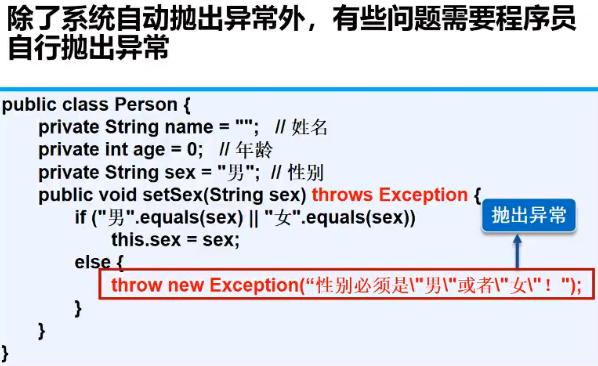 除了系统自动抛出异常外，有些问题需要程序员
自行抛出异常
public class Person {
private String name = "";   // 姓名
private int age = 0;   // 年龄
private String sex = "男";  // 性别
public void setSex(String sex) throws Exception {
if ("男".equals(sex) || "女".equals(sex))
this.sex = sex;
else {
throw new Exception(“性别必须是\"男\"或者\"女\"！");
}
}
}
抛出异常